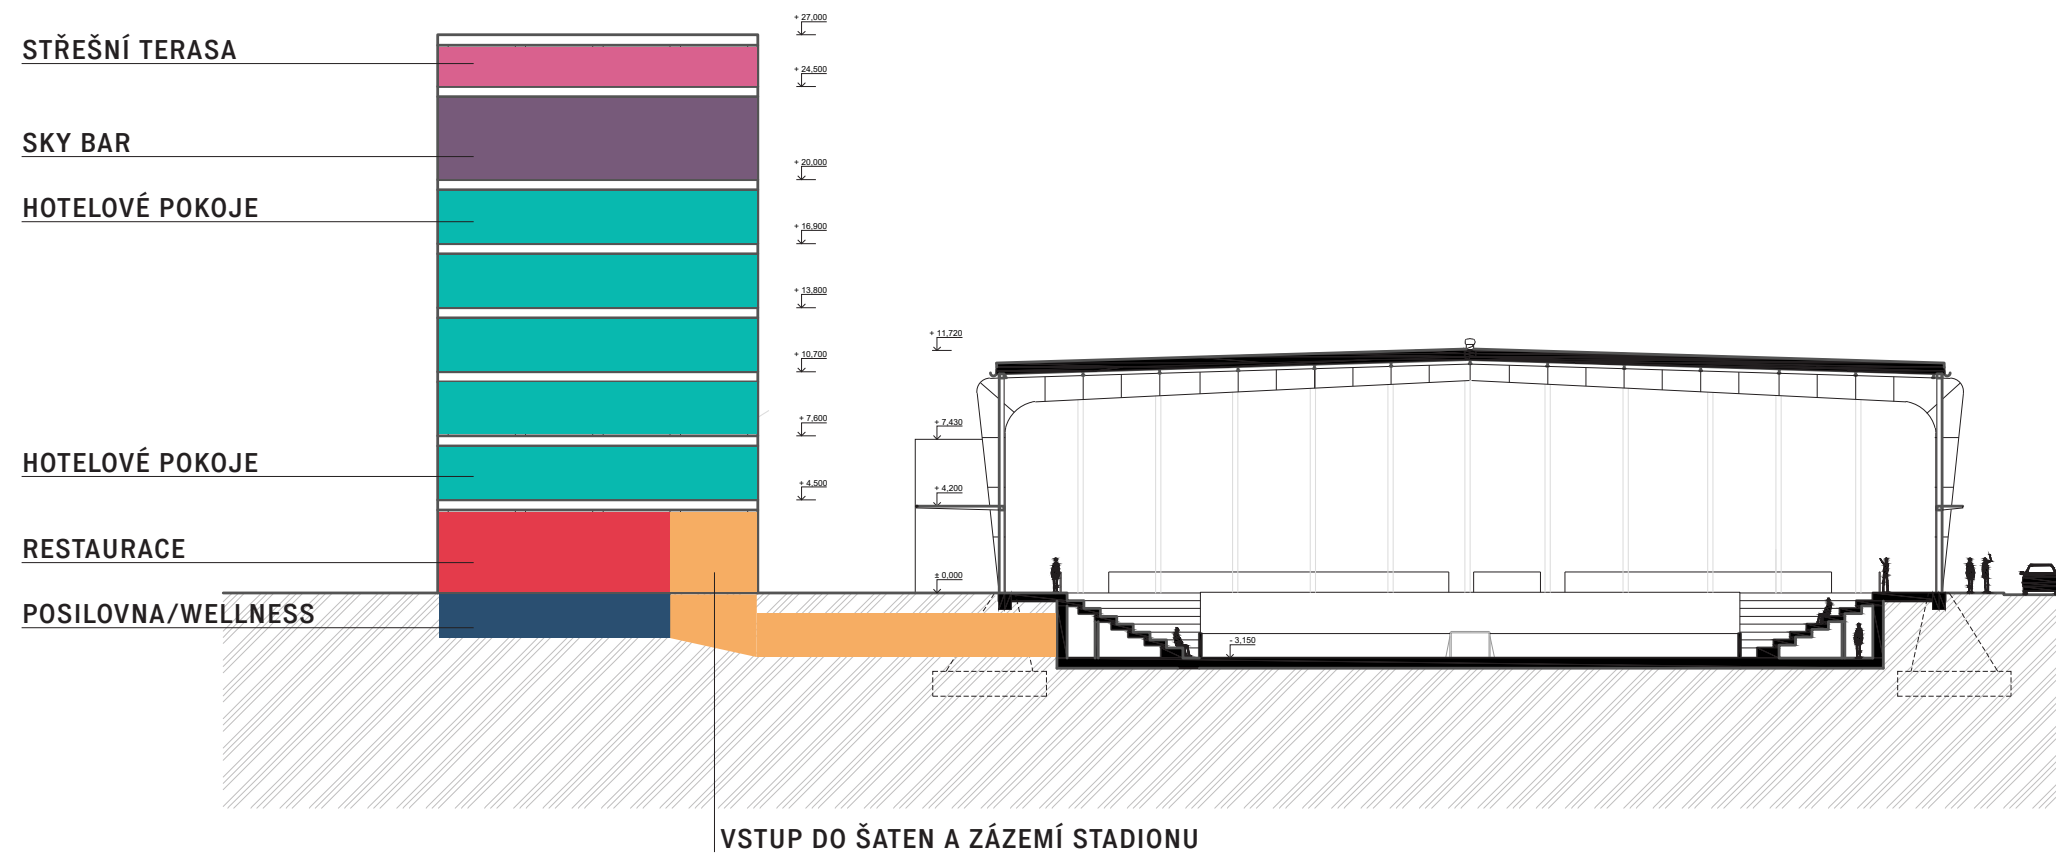 + 27,000
STŘEŠNÍ TERASA
+ 24,500
SKY BAR
+ 20,000
HOTELOVÉ POKOJE
+ 16,900
+ 13,800
+ 11,720
+ 10,700
+ 7,600
+ 7,430
HOTELOVÉ POKOJE
+ 4,500
+ 4,200
RESTAURACE
± 0,000
POSILOVNA/WELLNESS
- 3,150
VSTUP DO ŠATEN A ZÁZEMÍ STADIONU